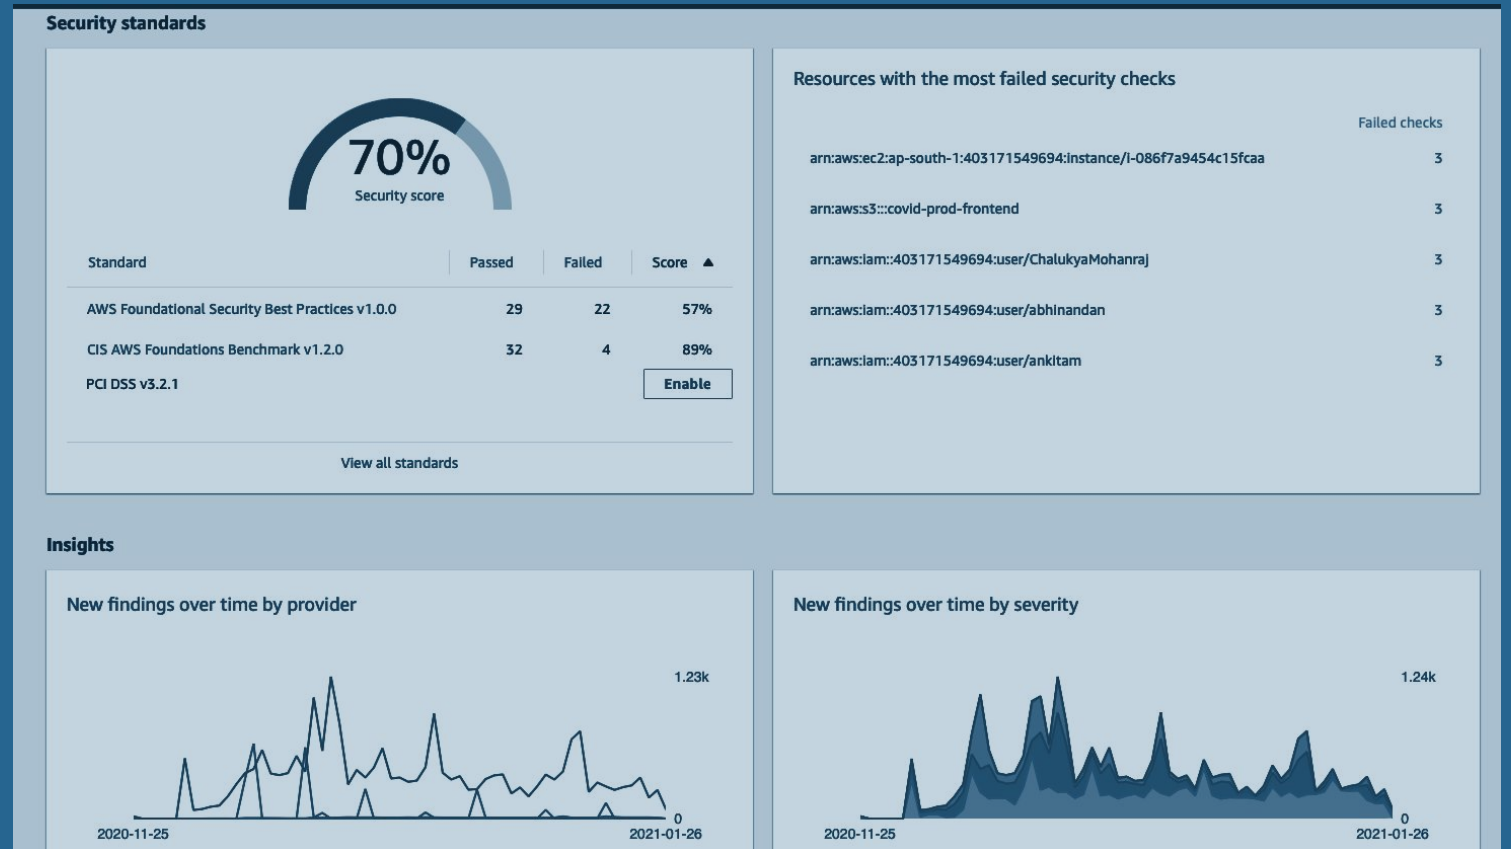 Security standards
70%
Security score
Standard Passed Failed Score
AWS Foundational Security Best Practices v1.0.0 29 22 57%
CIS AWS Foundations Benchmark v1.2.0 32 4 89%
PCI DSS v3.2.1 Enable
View all standards
Resources with the most failed security checks
Failed checks
arn:aws:ec2:ap-south-1:403171549694:instance/i-086f7a9454c15fcaa 3
arn:aws:s3:::covid-prod-frontend 3
arn:aws:iam::403171549694:user/ChalukyaMohanraj 3
arn:aws:iam::403171549694:user/abhinandan 3
arn:aws:iam::403171549694:user/ankitam 3
Insights
New findings over time by provider
1.23k
0
2020-11-25 2021-01-26
New findings over time by severity
1.24k
0
2020-11-25 2021-01-26